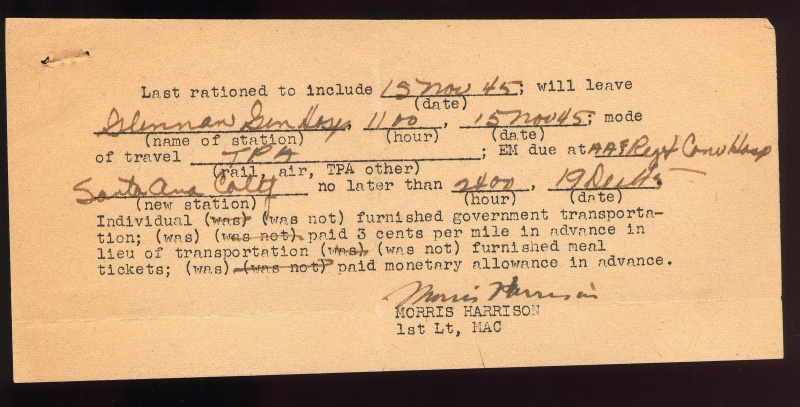 Last rationed to include 15 Nov 45; will leave
(date)
Glennan Gen Hosp, 1100, 15 Nov 45; mode
(name of station) (hour) (date)
of travel TPA; EM due at AAF Regt Conv Hosp
(rail, air, TPA other)
Santa Ana Calif no later than 2400, 19 Dec 45
(new station) (hour) (date)
Individual (was) (was not) furnished government transporta-
tion; (was) (was not) paid 3 cents per mile in advance in
lieu of transportation (was) (was not) furnished meal
tickets; (was) (was not) paid monetary allowance in advance.
Morris Harrison
MORRIS HARRISON
1st Lt, MAC